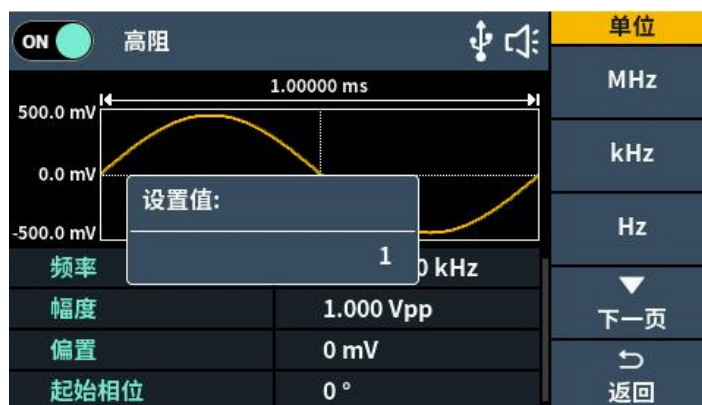 ON 高阻
单位
1.00000 ms
500.0 mV
0.0 mV
-500.0 mV
设置值:
1
频率 0 kHz
幅度 1.000 Vpp
偏置 0 mV
起始相位 0 °
MHz
kHz
Hz
下一页
返回